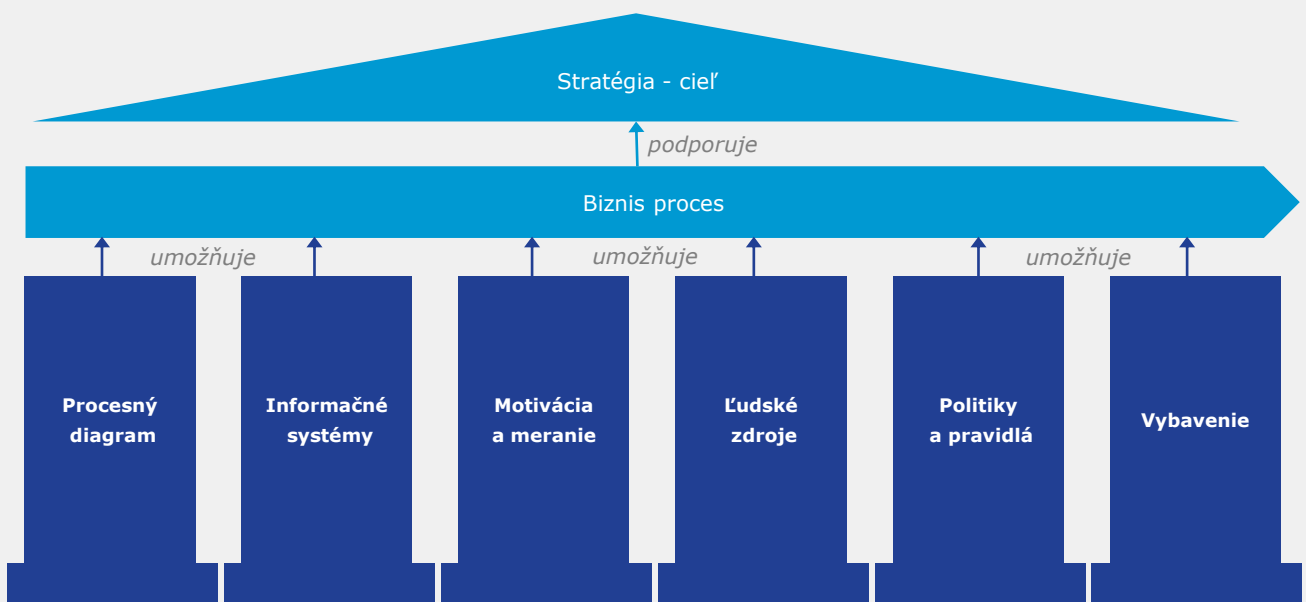 Stratégia - cieľ
podporuje
Biznis proces
umožňuje
umožňuje
umožňuje
Procesný
diagram
Informačné
systémy
Motivácia
a meranie
Ľudské
zdroje
Politiky
a pravidlá
Vybavenie